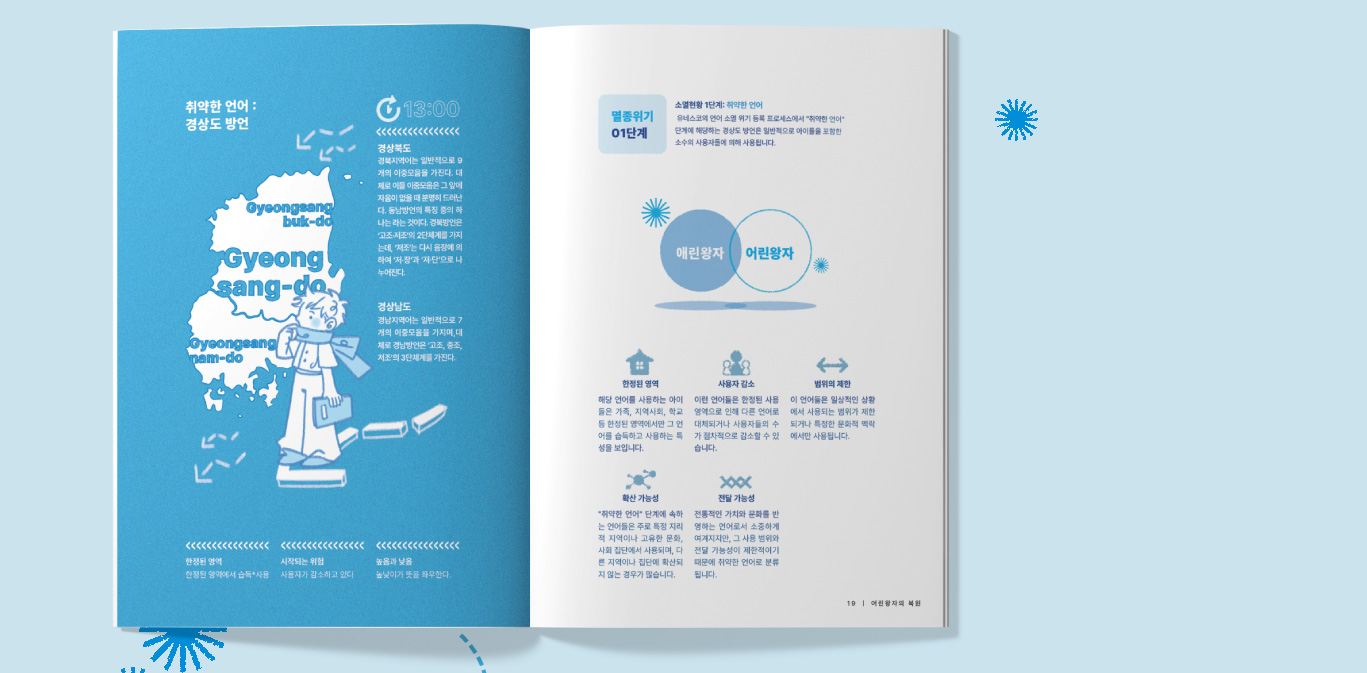 취약한 언어 :
경상도 방언
13:00
Gyeongsang
buk-do
Gyeong
sang-do
Gyeongsang
nam-do
경상북도
경북지역어는 일반적으로 9
개의 이중모음을 가진다. 대
체로 이들 이중모음은 그 앞에
자음이 없을 때 분명히 드러난
다. 동남방언의 특징 중의 하
나는 라는 것이다. 경북방언은
'고조·저조'의 2단체계를 가지
는데, '저조'는 다시 음장에 의
하여 '저·장'과 '저·단'으로 나
누어진다.
경상남도
경남지역어는 일반적으로 7
개의 이중모음을 가지며,대
체로 경남방언은 '고조, 중조,
저조'의 3단체계를 가진다.
한정된 영역
한정된 영역에서 습득*사용
시작되는 위험
사용자가 감소하고 있다
높음과 낮음
높낮이가 뜻을 좌우한다.
멸종위기
01단계
소멸현황 1단계: 취약한 언어
유네스코의 언어 소멸 위기 등록 프로세스에서 "취약한 언어"
단계에 해당하는 경상도 방언은 일반적으로 아이들을 포함한
소수의 사용자들에 의해 사용됩니다.
애린왕자
어린왕자
한정된 영역
해당 언어를 사용하는 아이
들은 가족, 지역사회, 학교
등 한정된 영역에서만 그 언
어를 습득하고 사용하는 특
성을 보입니다.
사용자 감소
이런 언어들은 한정된 사용
영역으로 인해 다른 언어로
대체되거나 사용자들의 수
가 점차적으로 감소할 수 있
습니다.
범위의 제한
이 언어들은 일상적인 상황
에서 사용되는 범위가 제한
되거나 특정한 문화적 맥락
에서만 사용됩니다.
확산 가능성
"취약한 언어" 단계에 속하
는 언어들은 주로 특정 지리
적 지역이나 고유한 문화,
사회 집단에서 사용되며, 다
른 지역이나 집단에 확산되
지 않는 경우가 많습니다.
전달 가능성
전통적인 가치와 문화를 반
영하는 언어로서 소중하게
여겨지지만, 그 사용 범위와
전달 가능성이 제한적이기
때문에 취약한 언어로 분류
됩니다.
19 | 어린왕자의 복원